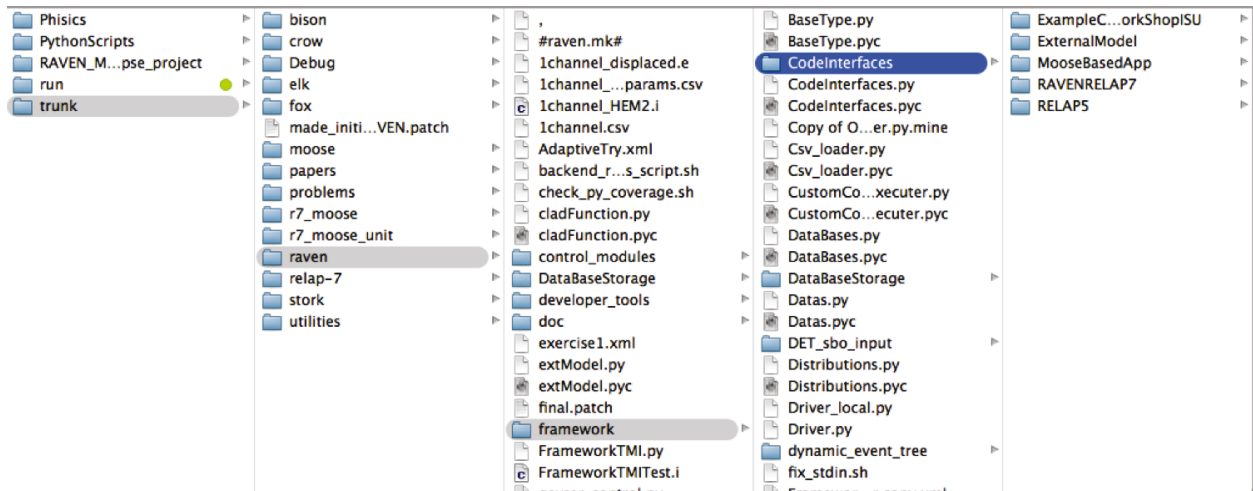 Phisics
PythonScripts
RAVEN_M...pse_project
run
trunk
bison
crow
Debug
elk
fox
made_initi...VEN.patch
moose
papers
problems
r7_moose
r7_moose_unit
raven
relap-7
stork
utilities
,
#raven.mk#
1channel_displaced.e
1channel_...params.csv
1channel_HEM2.i
1channel.csv
AdaptiveTry.xml
backend_r...s_script.sh
check_py_coverage.sh
cladFunction.py
cladFunction.pyc
control_modules
DataBaseStorage
developer_tools
doc
exercise1.xml
extModel.py
extModel.pyc
final.patch
framework
FrameworkTMI.py
FrameworkTMITest.i
BaseType.py
BaseType.pyc
CodeInterfaces
CodeInterfaces.py
CodeInterfaces.pyc
Copy of O...er.py.mine
Csv_loader.py
Csv_loader.pyc
CustomCo...xecuter.py
CustomCo...ecuter.pyc
DataBases.py
DataBases.pyc
DataBaseStorage
Datas.py
Datas.pyc
DET_sbo_input
Distributions.py
Distributions.pyc
Driver_local.py
Driver.py
dynamic_event_tree
fix_stdin.sh
ExampleC...orkShopISU
ExternalModel
MooseBasedApp
RAVENRELAP7
RELAP5